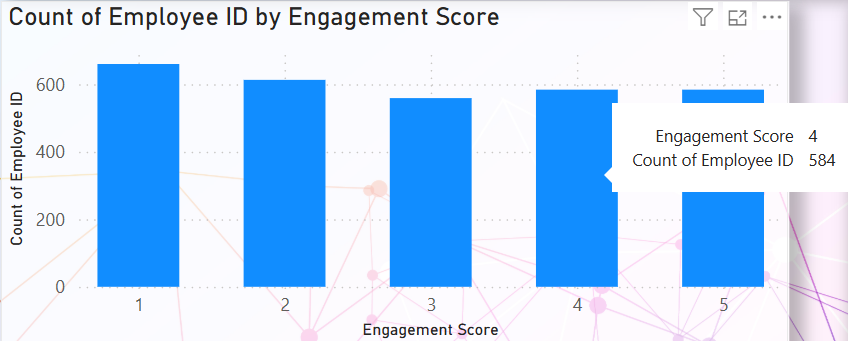 Count of Employee ID by Engagement Score
Count of Employee ID
600
400
200
0
1 2 3 4 5
Engagement Score
Engagement Score 4
Count of Employee ID 584